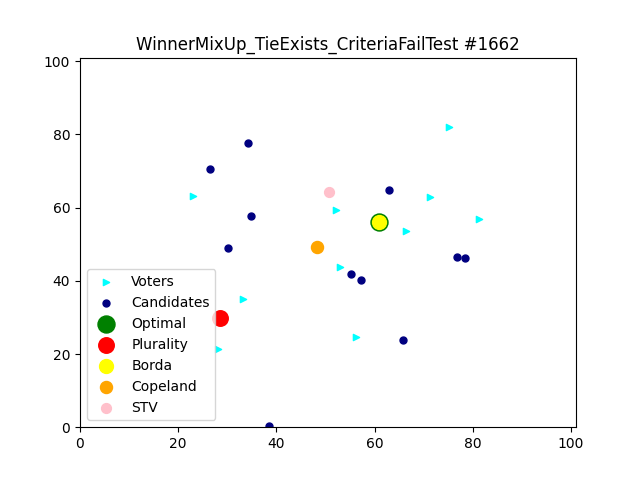 WinnerMixUp_TieExists_CriteriaFailTest #1662
100
80
60
40
20
0
Voters
Candidates
Optimal
Plurality
Borda
Copeland
STV
0 20 40 60 80 100